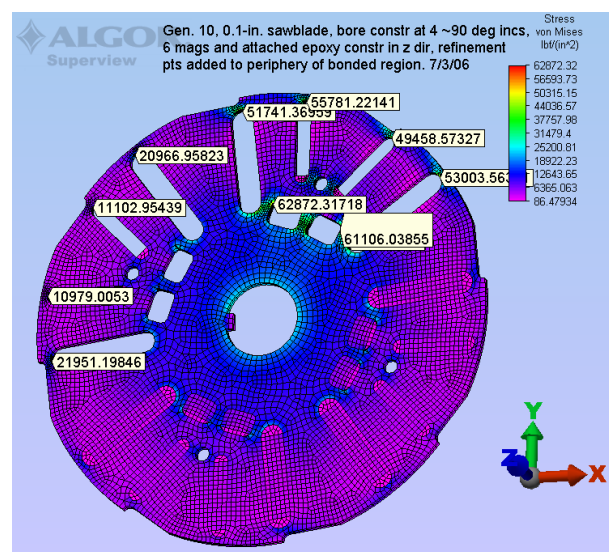 ALGOR
Superview
Gen. 10, 0.1-in. sawblade, bore constr at 4 ~90 deg incs,
6 mags and attached epoxy constr in z dir, refinement
pts added to periphery of bonded region. 7/3/06
Stress
von Mises
lbf/(in^2)
62872.32
56593.73
50315.15
44036.57
37757.98
31479.4
25200.81
18922.23
12643.65
6365.063
86.47934
55781.22141
51741.36959
49458.57327
20966.95823
53003.563
11102.95439
62872.31718
61106.03855
10979.0053
21951.19846
Y
Z
X